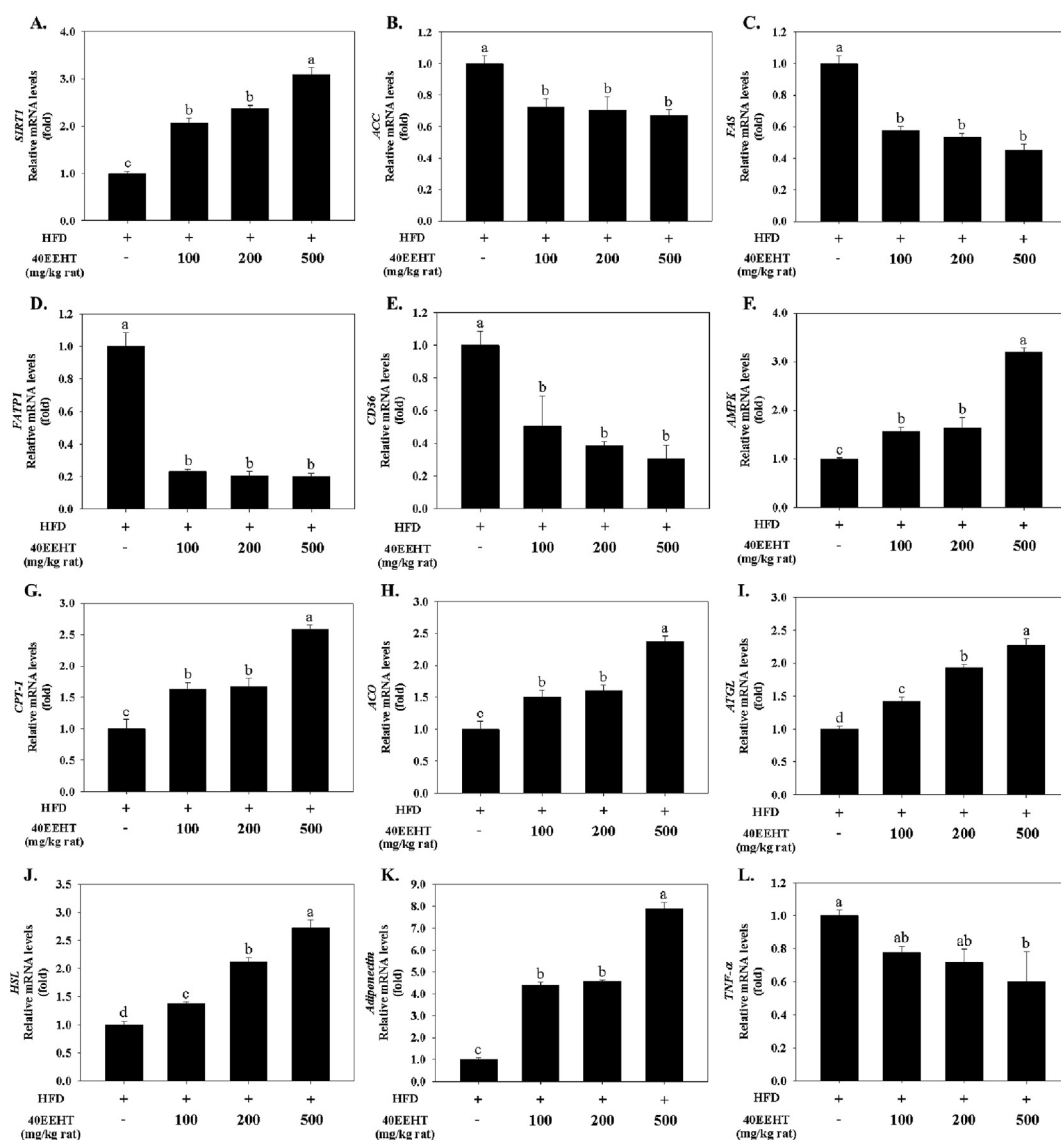 A.
SIRT1
Relative mRNA levels
(fold)
4.0
3.0
2.0
1.0
0.0
c
b
b
a
HFD + + + +
40EEHT - 100 200 500
(mg/kg rat)
B.
ACC
Relative mRNA levels
(fold)
1.2
1.0
0.8
0.6
0.4
0.2
0.0
a
b
b
b
HFD + + + +
40EEHT - 100 200 500
(mg/kg rat)
C.
FAS
Relative mRNA levels
(fold)
1.2
1.0
0.8
0.6
0.4
0.2
0.0
a
b
b
b
HFD + + + +
40EEHT - 100 200 500
(mg/kg rat)
D.
FATP1
Relative mRNA levels
(fold)
1.2
1.0
0.8
0.6
0.4
0.2
0.0
a
b
b
b
HFD + + + +
40EEHT - 100 200 500
(mg/kg rat)
E.
CD36
Relative mRNA levels
(fold)
1.2
1.0
0.8
0.6
0.4
0.2
0.0
a
b
b
b
HFD + + + +
40EEHT - 100 200 500
(mg/kg rat)
F.
AMPK
Relative mRNA levels
(fold)
4.0
3.0
2.0
1.0
0.0
c
b
b
a
HFD + + + +
40EEHT - 100 200 500
(mg/kg rat)
G.
CPT-1
Relative mRNA levels
(fold)
3.0
2.5
2.0
1.5
1.0
0.5
0.0
c
b
b
a
HFD + + + +
40EEHT - 100 200 500
(mg/kg rat)
H.
ACO
Relative mRNA levels
(fold)
3.0
2.5
2.0
1.5
1.0
0.5
0.0
c
b
b
a
HFD + + + +
40EEHT - 100 200 500
(mg/kg rat)
I.
ATGL
Relative mRNA levels
(fold)
3.0
2.5
2.0
1.5
1.0
0.5
0.0
d
c
b
a
HFD + + + +
40EEHT - 100 200 500
(mg/kg rat)
J.
HSL
Relative mRNA levels
(fold)
3.5
3.0
2.5
2.0
1.5
1.0
0.5
0.0
d
c
b
a
HFD + + + +
40EEHT - 100 200 500
(mg/kg rat)
K.
Adiponectin
Relative mRNA levels
(fold)
9.0
8.0
7.0
6.0
5.0
4.0
3.0
2.0
1.0
0.0
c
b
b
a
HFD + + + +
40EEHT - 100 200 500
(mg/kg rat)
L.
TNF-α
Relative mRNA levels
(fold)
1.2
1.0
0.8
0.6
0.4
0.2
0.0
a
ab
ab
b
HFD + + + +
40EEHT - 100 200 500
(mg/kg rat)